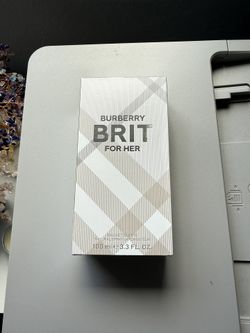 BURBERRY
BRIT
FOR HER
100 ml ℮ 3.3 FL. OZ.